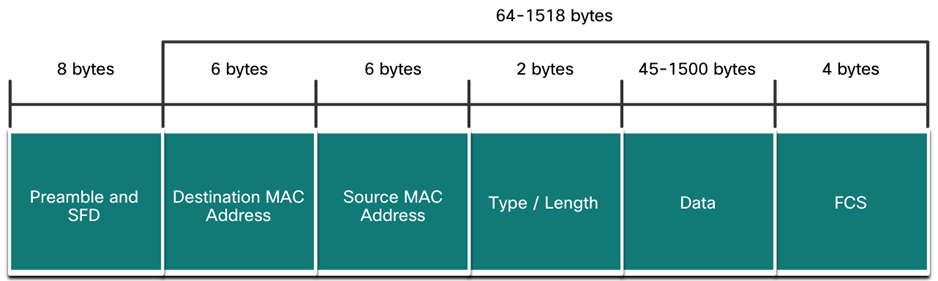 64-1518 bytes
8 bytes
6 bytes
6 bytes
2 bytes
45-1500 bytes
4 bytes
Preamble and
SFD
Destination MAC
Address
Source MAC
Address
Type / Length
Data
FCS